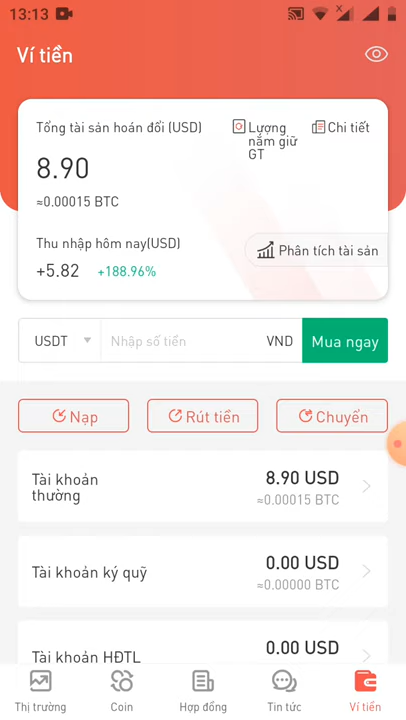 13:13
Ví tiền
Tổng tài sản hoán đổi (USD)
Lượng
nắm giữ
GT
Chi tiết
8.90
≈0.00015 BTC
Thu nhập hôm nay(USD)
+5.82 +188.96%
Phân tích tài sản
USDT Nhập số tiền VND Mua ngay
Nạp Rút tiền Chuyển
Tài khoản
thường
8.90 USD
≈0.00015 BTC
Tài khoản ký quỹ
0.00 USD
≈0.00000 BTC
Tài khoản HĐTL
0.00 USD
Thị trường Coin Hợp đồng Tin tức Ví tiền